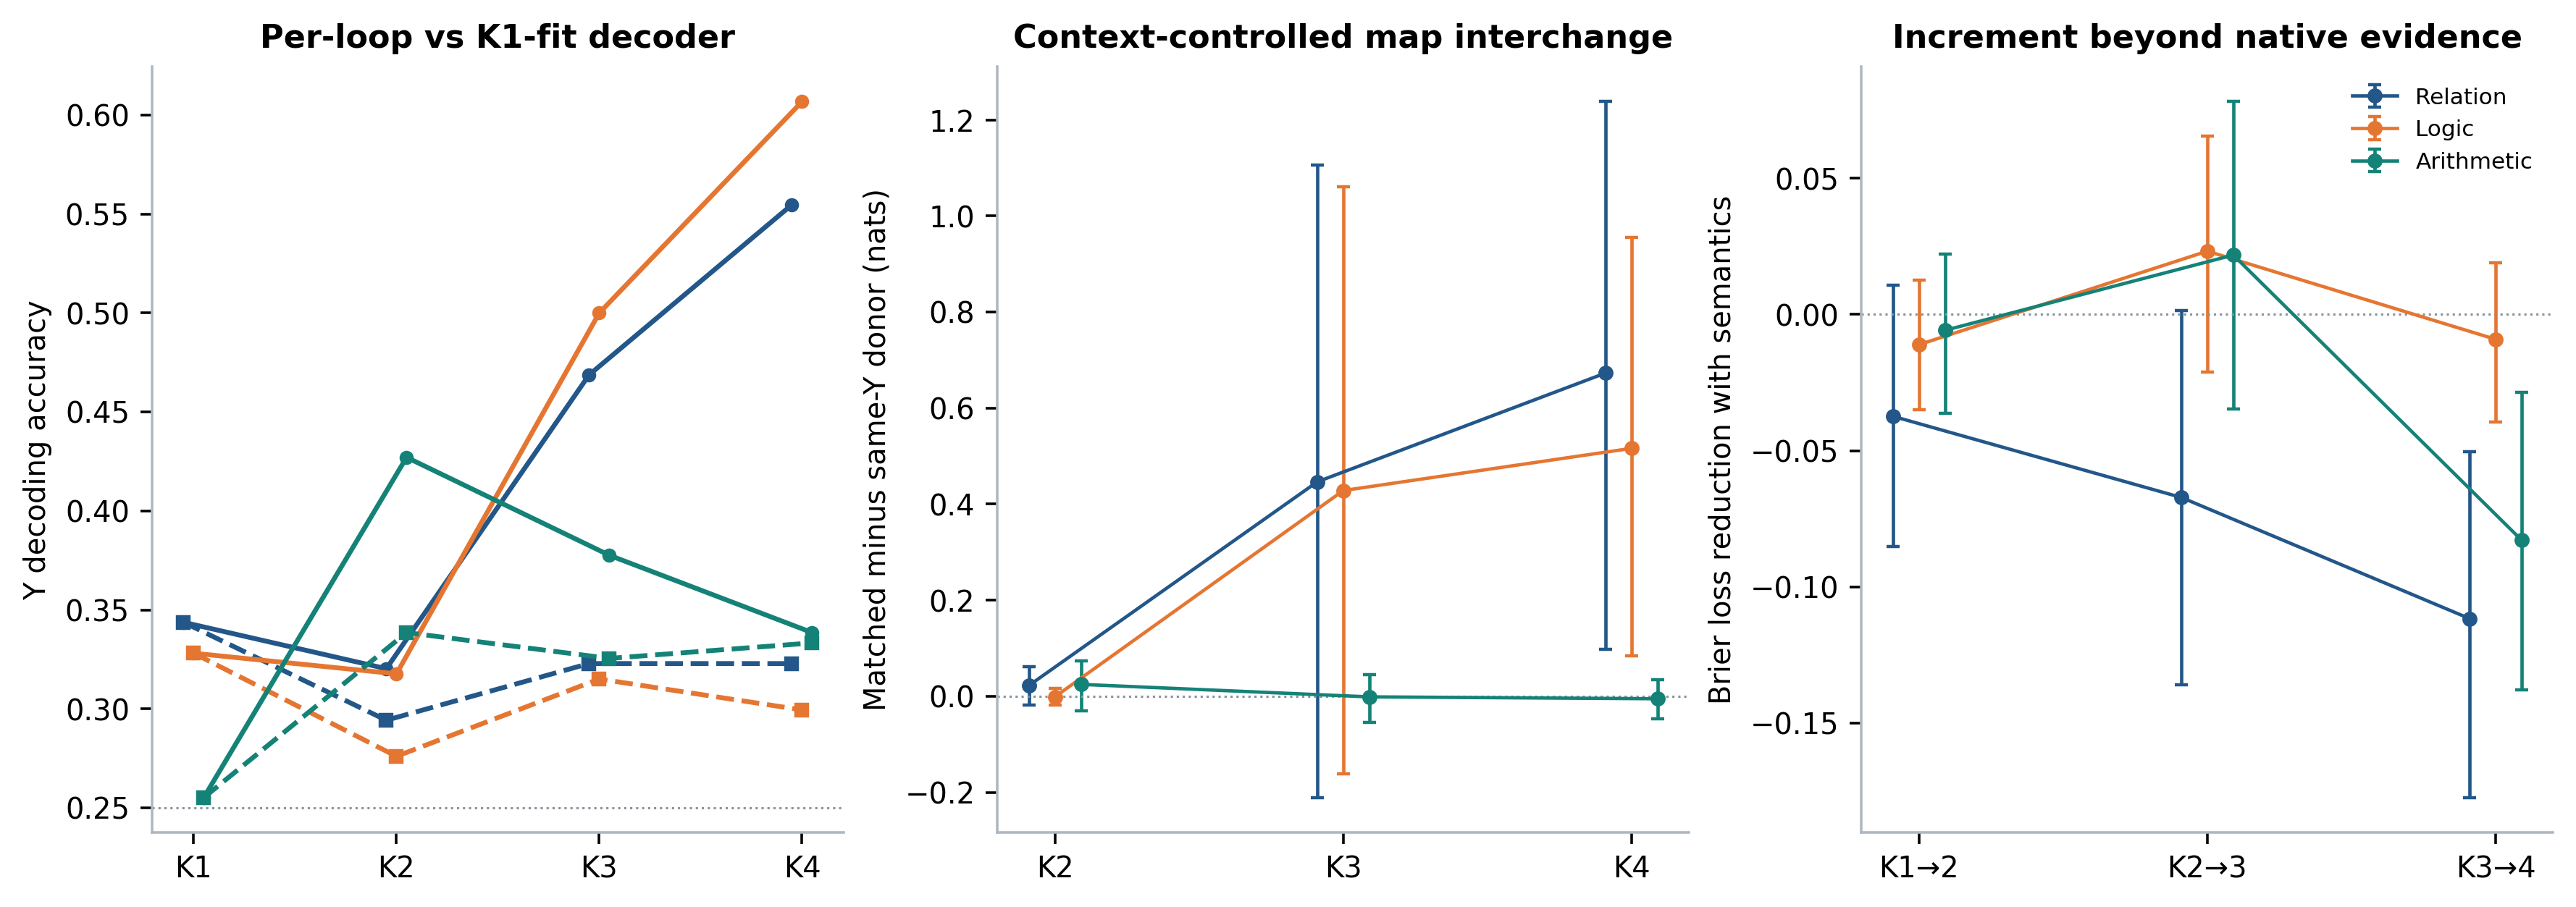 Per-loop vs K1-fit decoder
Y decoding accuracy
0.60
0.55
0.50
0.45
0.40
0.35
0.30
0.25
K1
K2
K3
K4
Context-controlled map interchange
Matched minus same-Y donor (nats)
1.2
1.0
0.8
0.6
0.4
0.2
0.0
−0.2
K2
K3
K4
Increment beyond native evidence
Brier loss reduction with semantics
0.05
0.00
−0.05
−0.10
−0.15
K1→2
K2→3
K3→4
Relation
Logic
Arithmetic